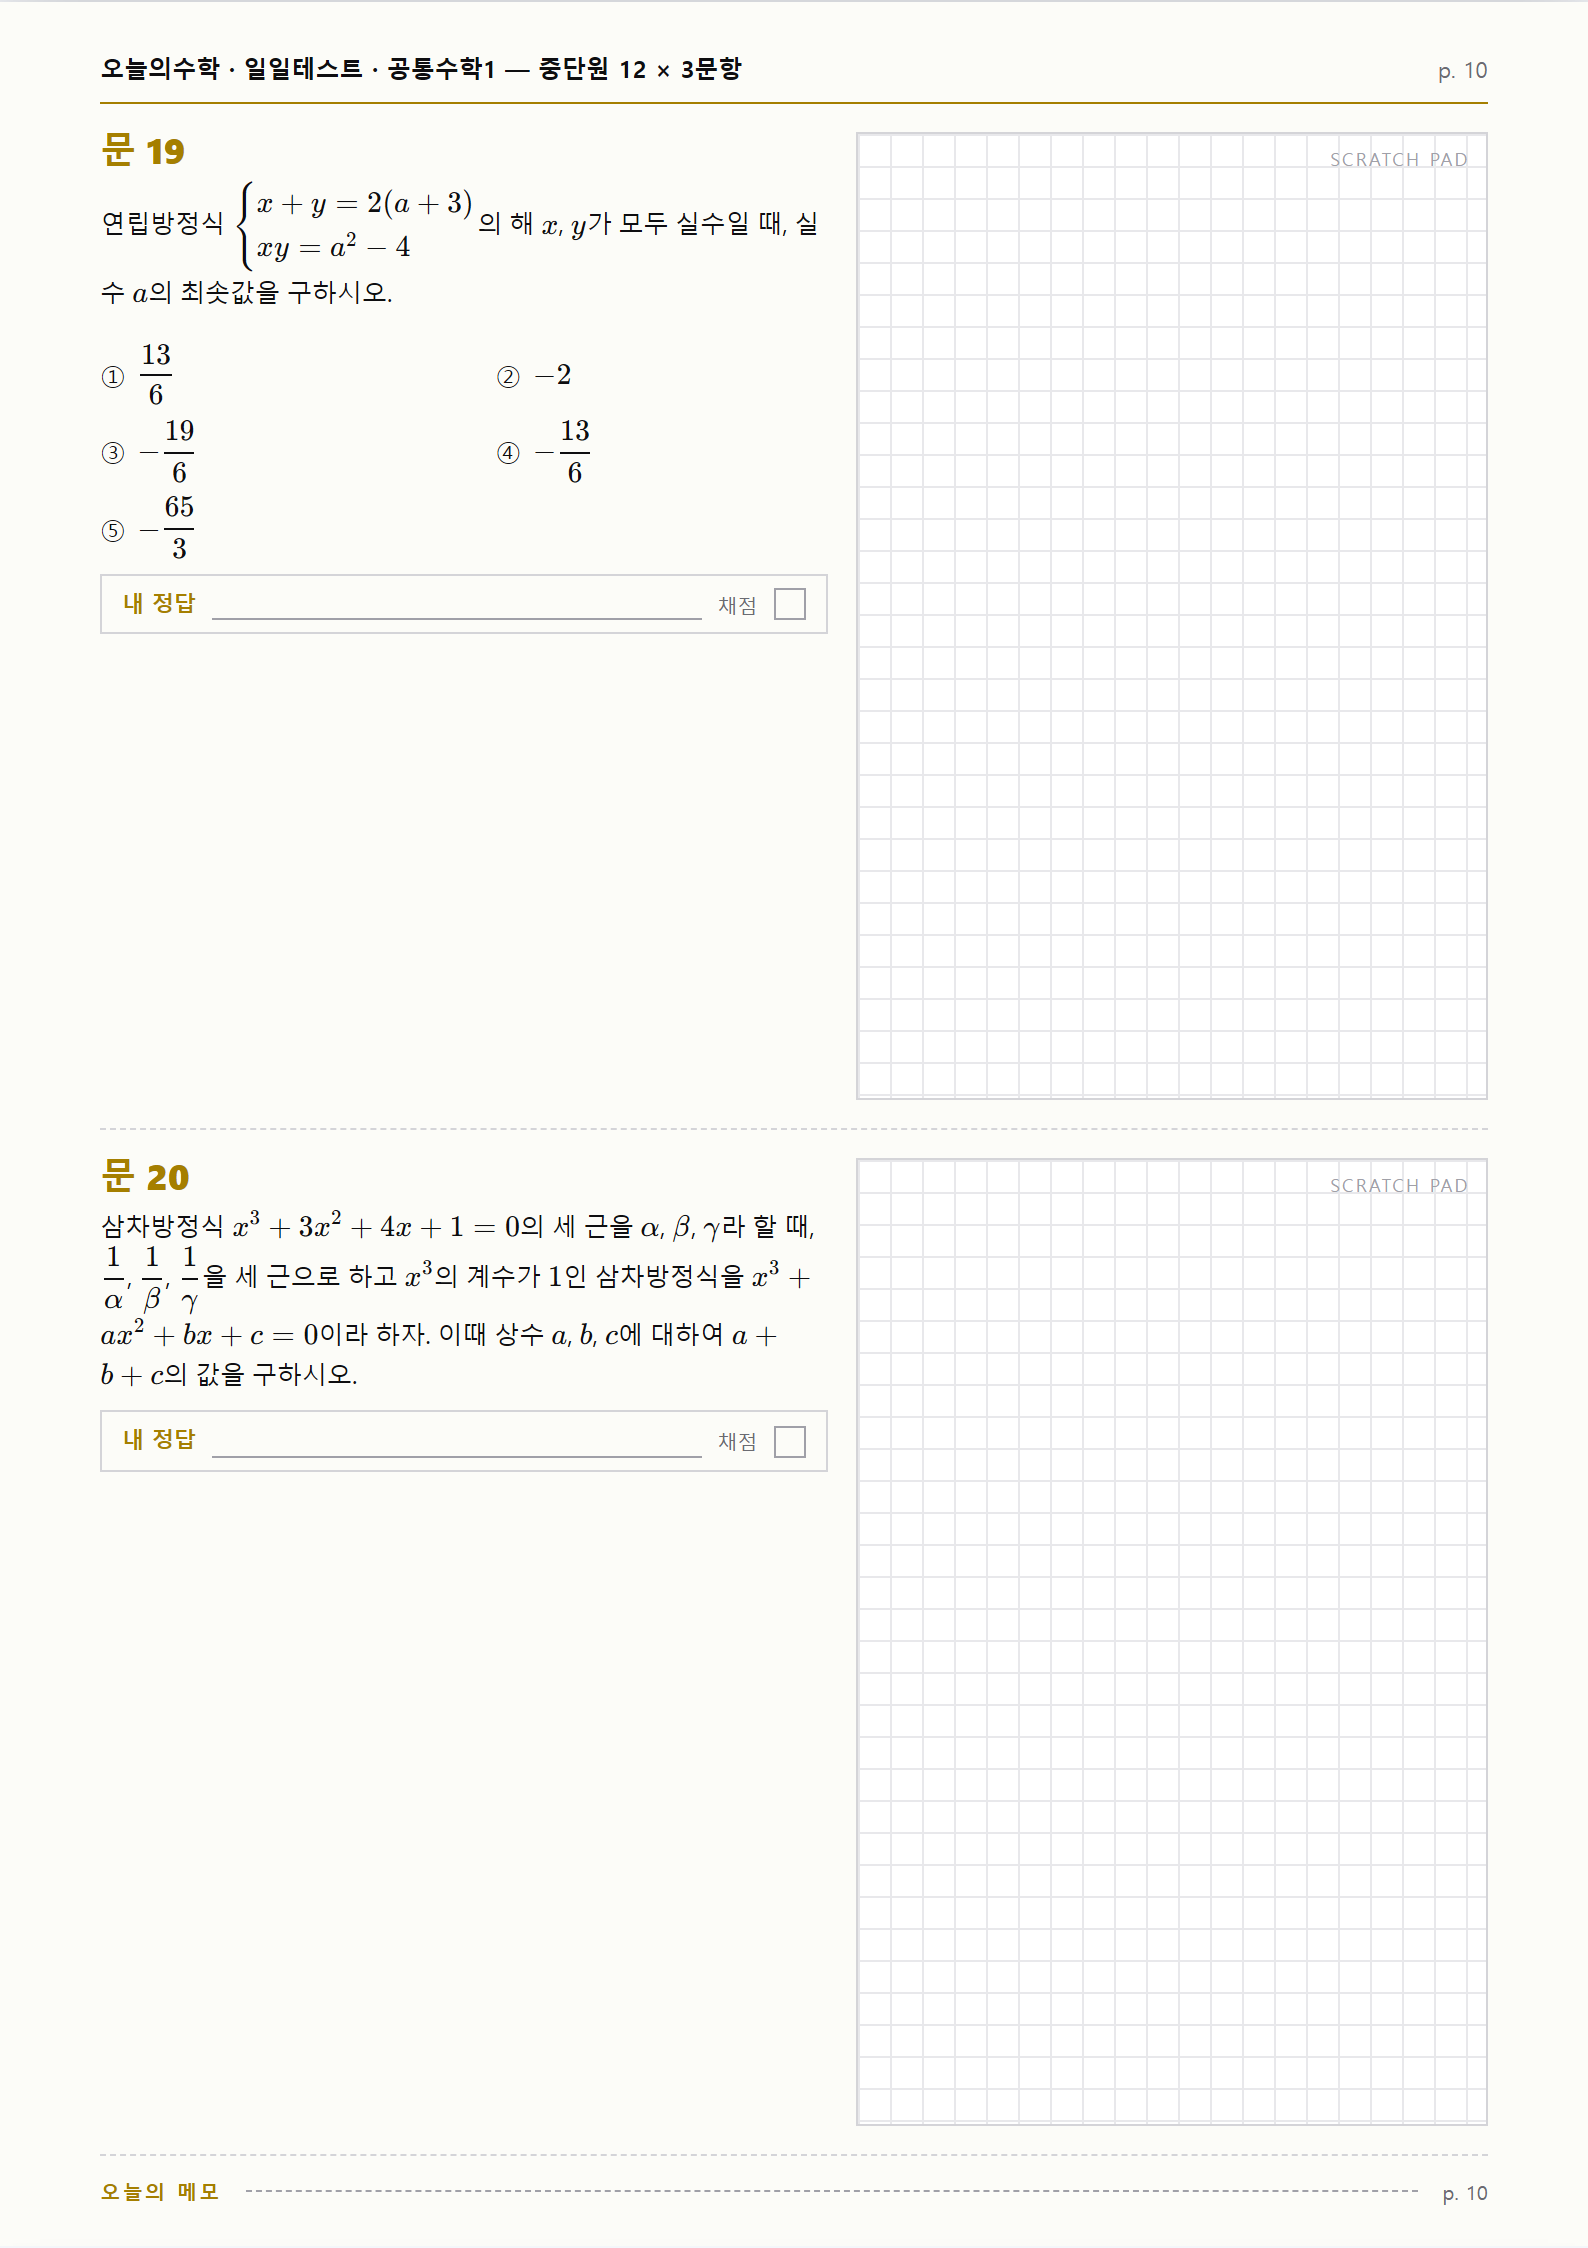 오늘의수학 · 일일테스트 · 공통수학1 — 중단원 12 × 3문항
p. 10
문 19
SCRATCH PAD
연립방정식 { x + y = 2(a + 3)
xy = a² − 4 의 해 x, y가 모두 실수일 때, 실
수 a의 최솟값을 구하시오.
① 13/6 ② −2
③ −19/6 ④ −13/6
⑤ −65/3
내 정답 채점
문 20
SCRATCH PAD
삼차방정식 x³ + 3x² + 4x + 1 = 0의 세 근을 α, β, γ라 할 때,
1/α, 1/β, 1/γ을 세 근으로 하고 x³의 계수가 1인 삼차방정식을 x³ +
ax² + bx + c = 0이라 하자. 이때 상수 a, b, c에 대하여 a +
b + c의 값을 구하시오.
내 정답 채점
오늘의 메모 p. 10